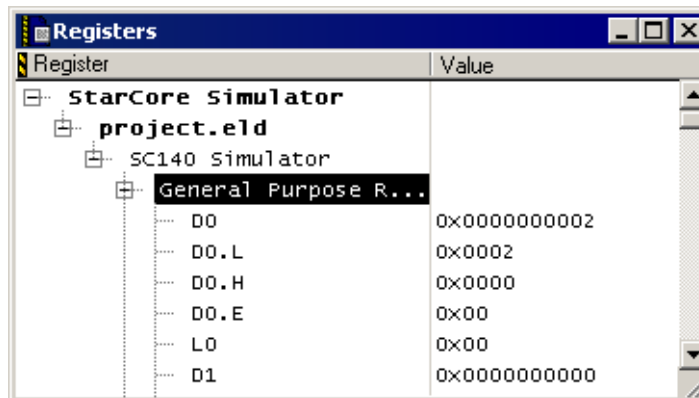 Registers
Register Value
StarCore Simulator
project.eld
SC140 Simulator
General Purpose R...
D0 0x0000000002
D0.L 0x0002
D0.H 0x0000
D0.E 0x00
L0 0x00
D1 0x0000000000